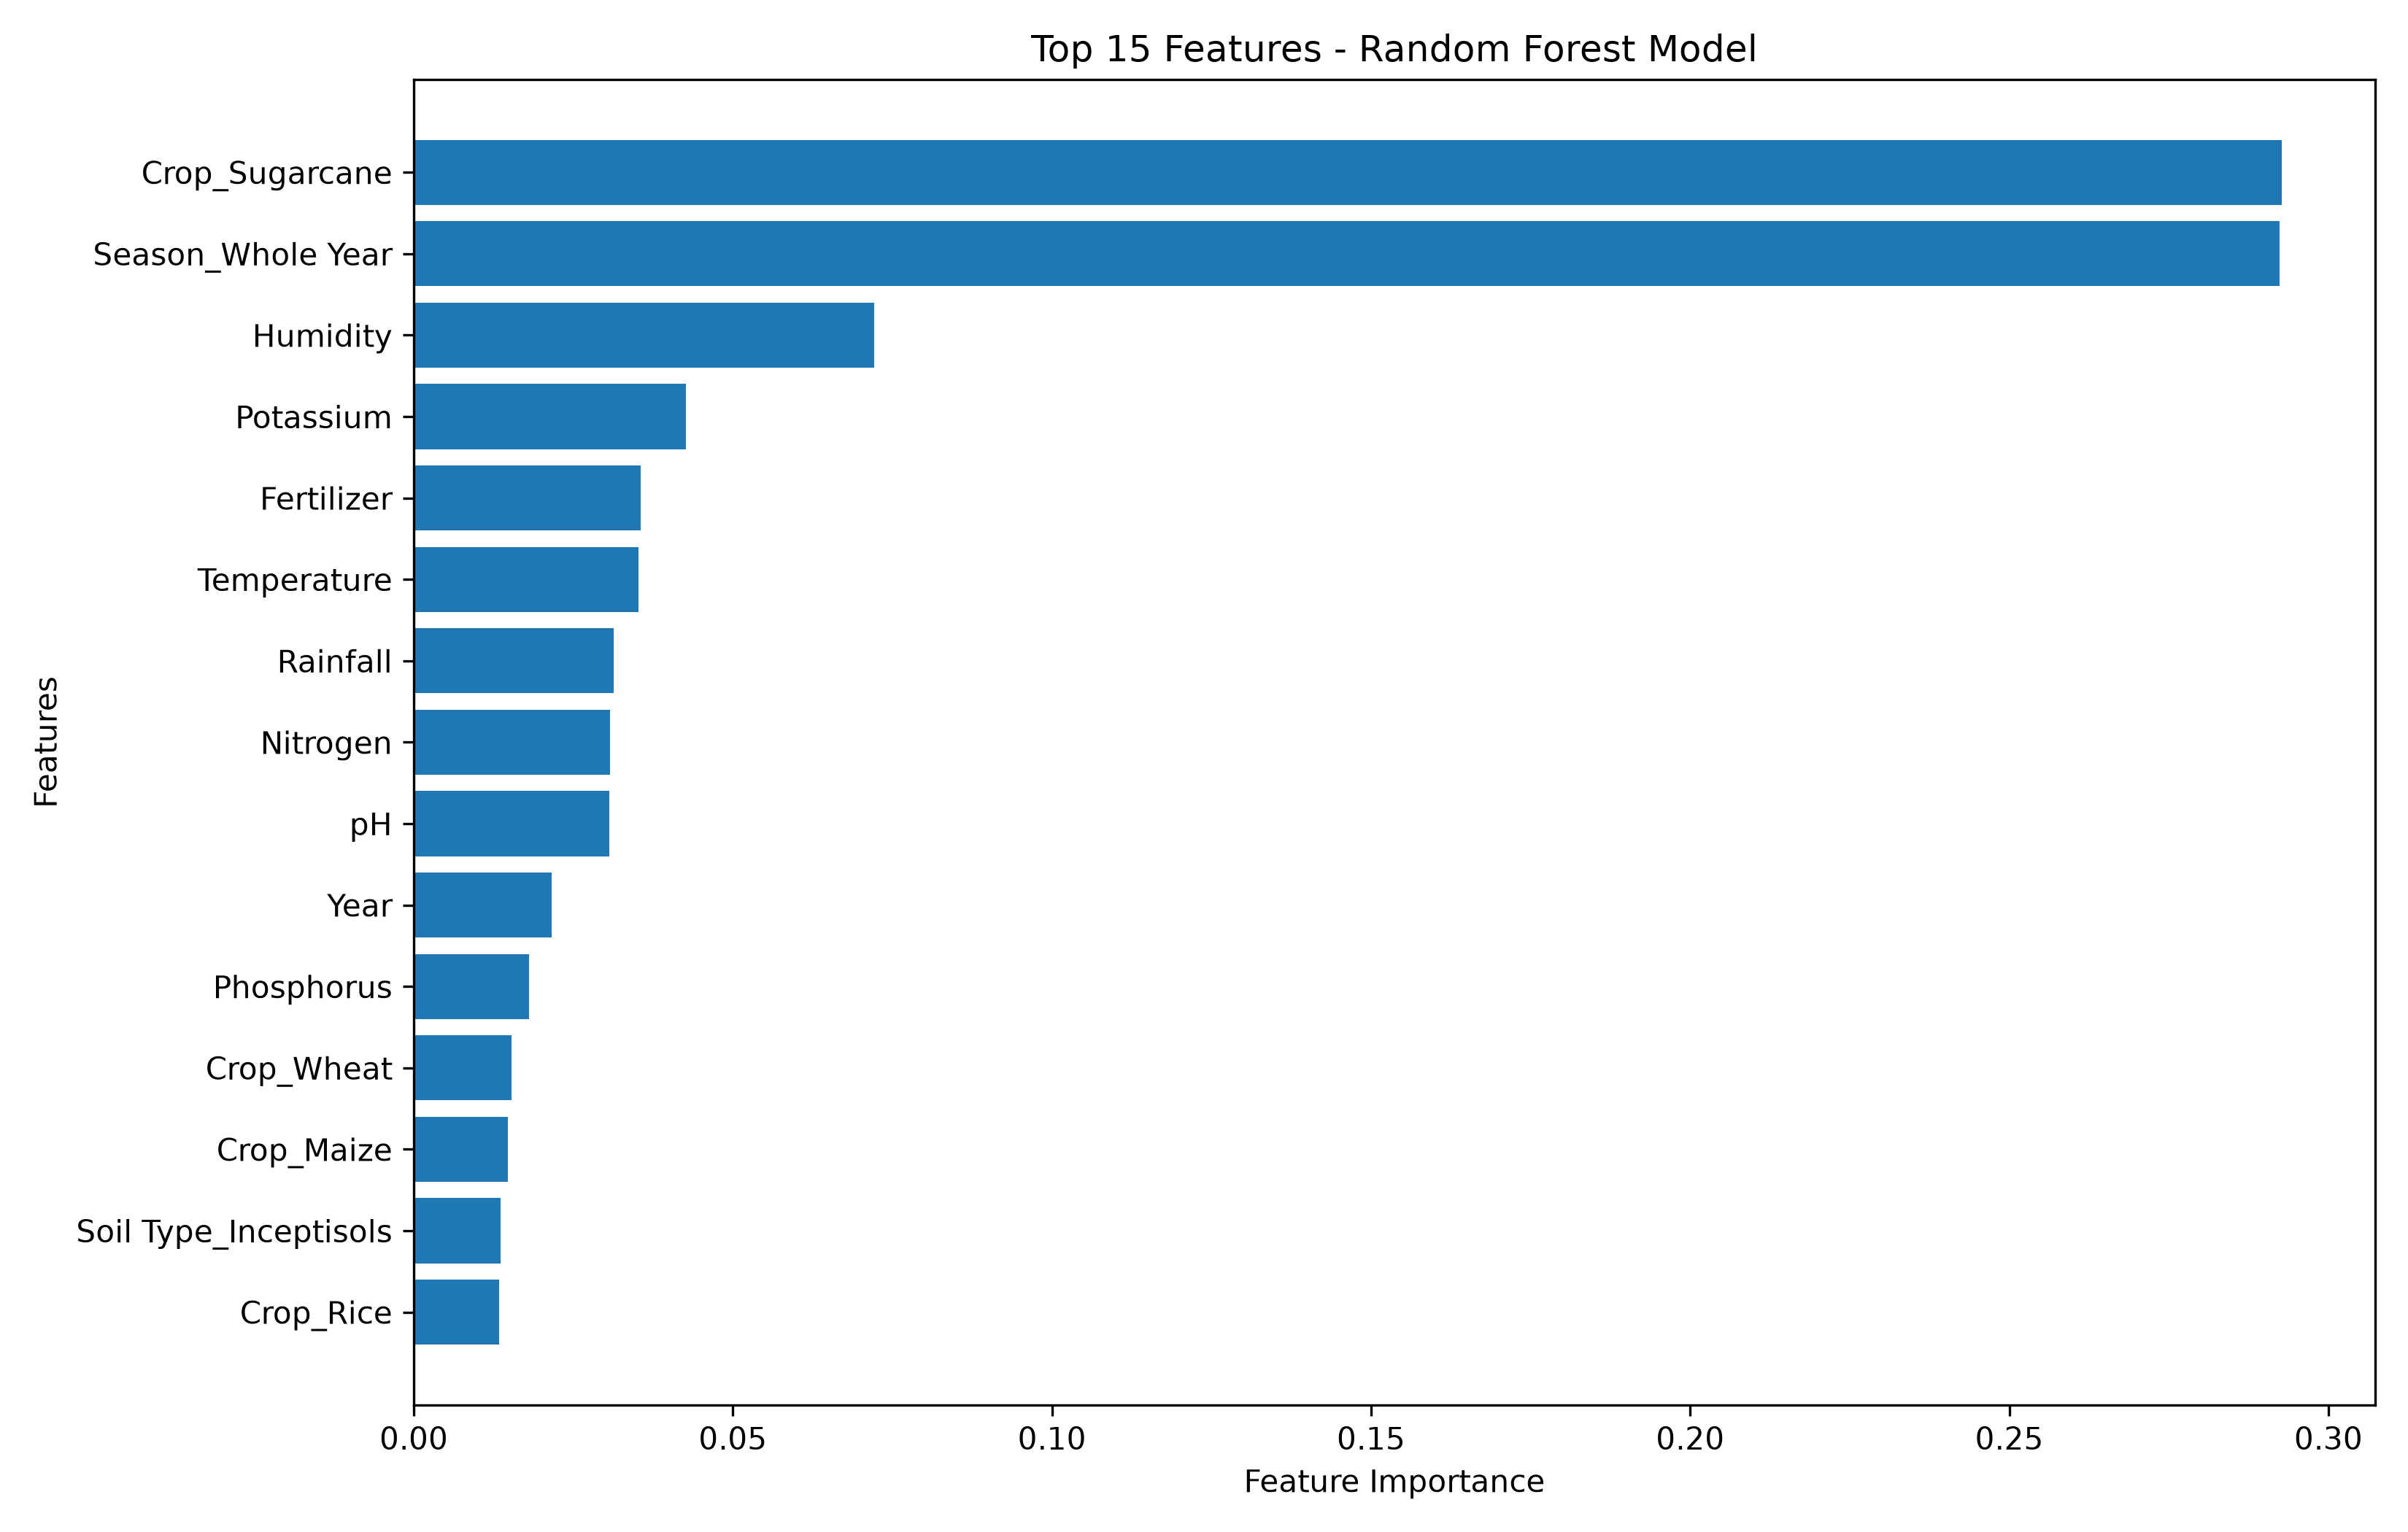 Top 15 Features - Random Forest Model
Crop_Sugarcane
Season_Whole Year
Humidity
Potassium
Fertilizer
Temperature
Rainfall
Nitrogen
pH
Year
Phosphorus
Crop_Wheat
Crop_Maize
Soil Type_Inceptisols
Crop_Rice
Features
0.00 0.05 0.10 0.15 0.20 0.25 0.30
Feature Importance